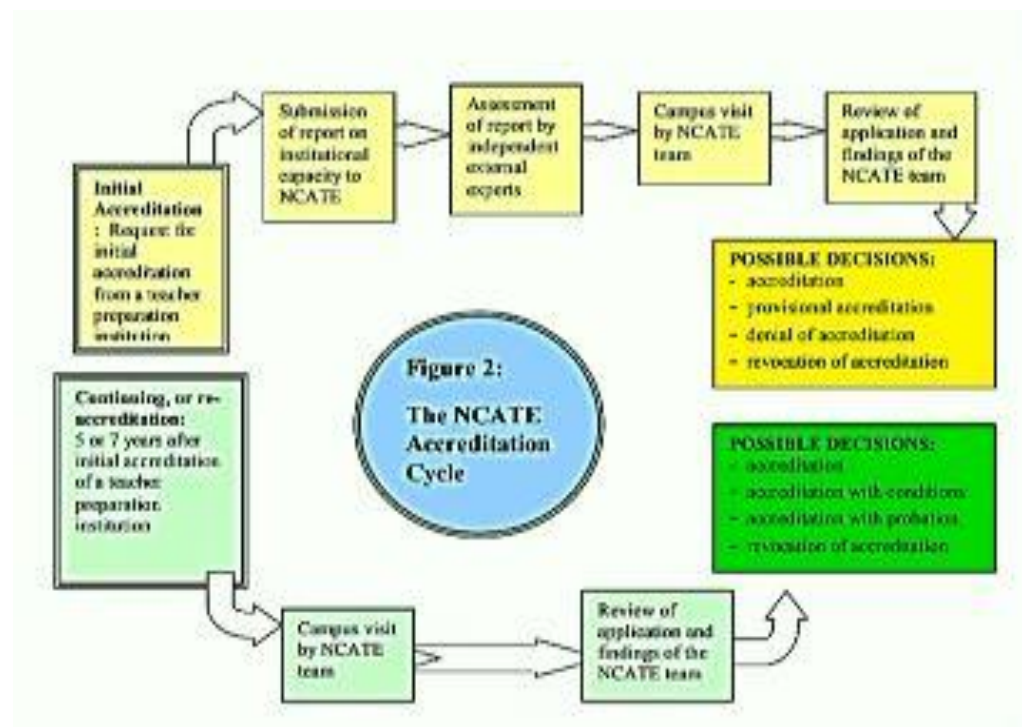 Initial
Accreditation
: Request for
initial
accreditation
from a teacher
preparation
institution
Submission
of report on
institutional
capacity to
NCATE
Assessment
of report by
independent
external
experts
Campus visit
by NCATE
team
Review of
application and
findings of the
NCATE team
POSSIBLE DECISIONS:
- accreditation
- provisional accreditation
- denial of accreditation
- revocation of accreditation
Figure 2:
The NCATE
Accreditation
Cycle
Continuing, or re-
accreditation:
5 or 7 years after
initial accreditation
of a teacher
preparation
institution
Campus visit
by NCATE
team
Review of
application and
findings of the
NCATE team
POSSIBLE DECISIONS:
- accreditation
- accreditation with conditions
- accreditation with probation
- revocation of accreditation